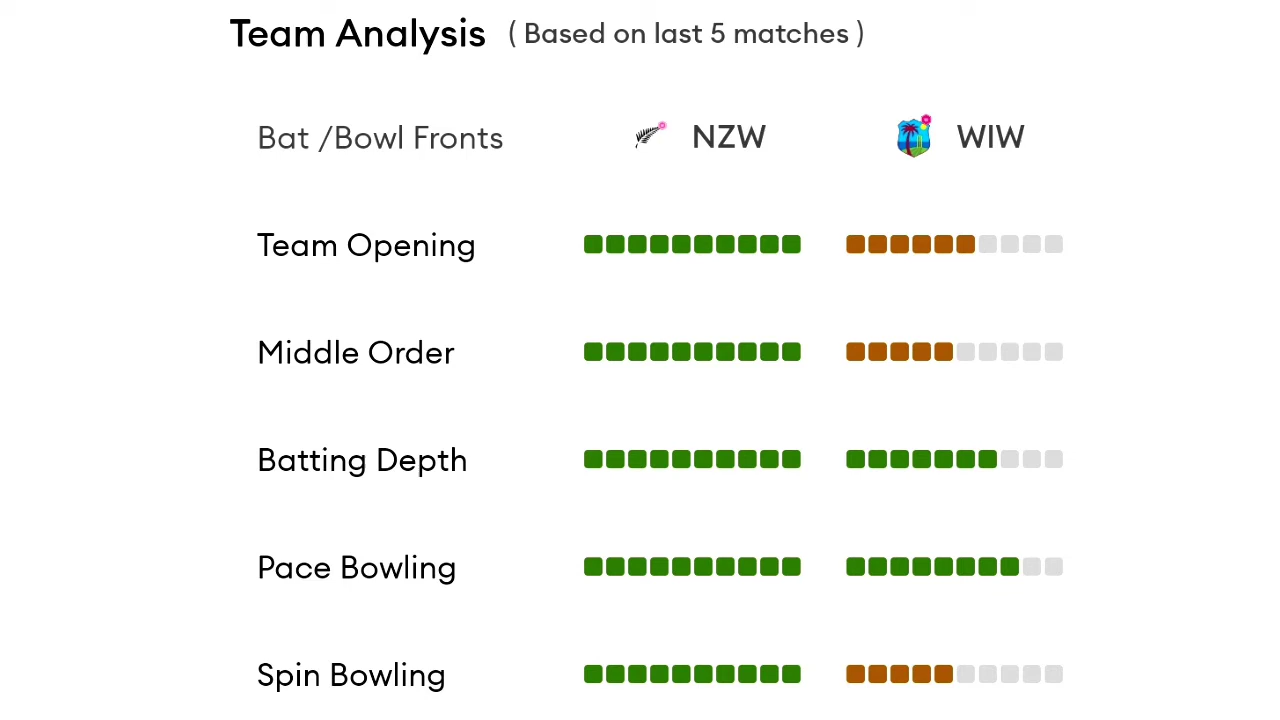 Team Analysis ( Based on last 5 matches )
Bat /Bowl Fronts NZW WIW
Team Opening
Middle Order
Batting Depth
Pace Bowling
Spin Bowling